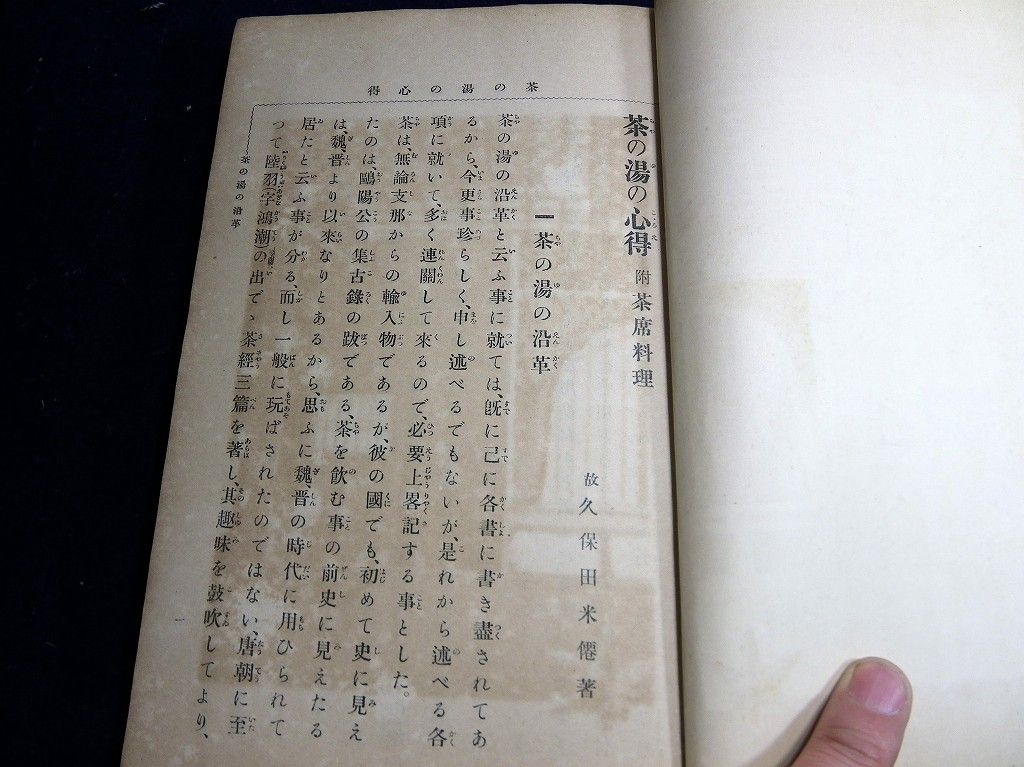 茶の湯の心得
茶の湯の心得 附茶席料理
故 久保田米僊著
一 茶の湯の沿革
茶の湯の沿革と云ふ事に就ては、既に己に各書に書き盡されてあ
るから、今更事珍らしく、申し述べるでもないが、是れから述べる各
項に就いて、多く連關して來るので、必要上畧記する事とした。
茶は、無論支那からの輸入物であるが、彼の國でも、初めて史に見え
たのは、鷗陽公の集古錄の跋である、茶を飮む事の前史に見えたる
は、魏、晋より以來なりとあるから、思ふに魏、晋の時代に用ひられて
居たと云ふ事が分る、而し一般に玩ばされたのではない、唐朝に至
つて陸羽(字鴻漸)の出でゝ茶經三篇を著し、其趣味を鼓吹してより、
茶の湯の沿革
一